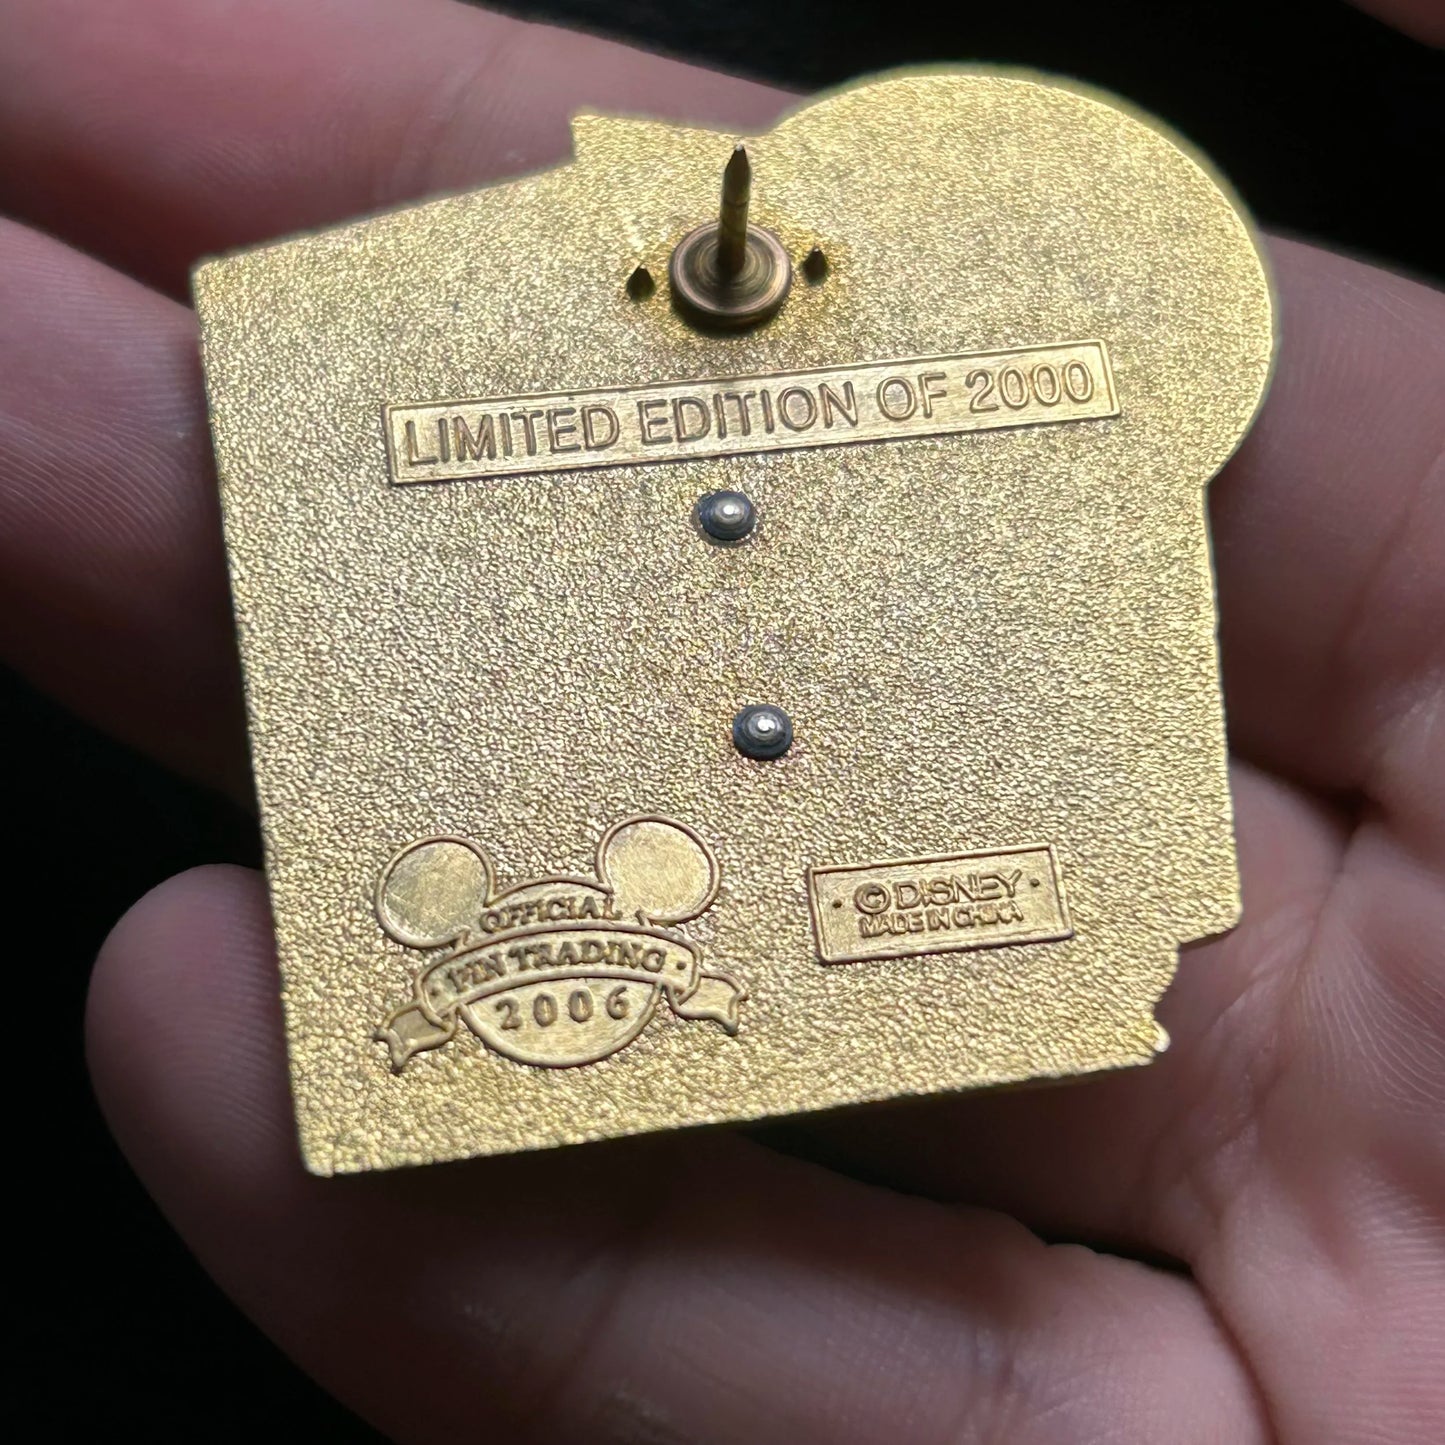 LIMITED EDITION OF 2000
OFFICIAL
· PIN TRADING ·
2006
· © DISNEY ·
MADE IN CHINA